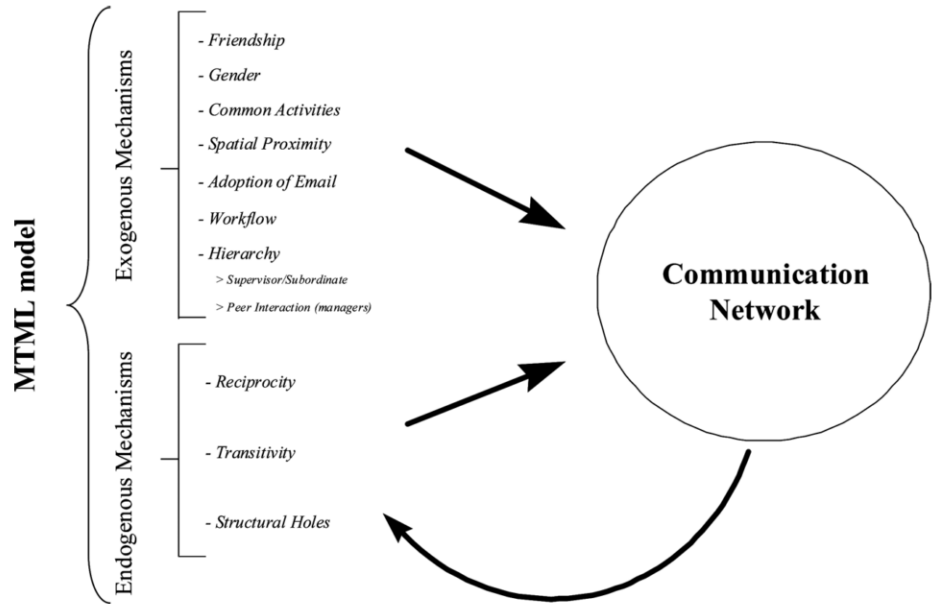 MTML model
Exogenous Mechanisms
- Friendship
- Gender
- Common Activities
- Spatial Proximity
- Adoption of Email
- Workflow
- Hierarchy
> Supervisor/Subordinate
> Peer Interaction (managers)
Endogenous Mechanisms
- Reciprocity
- Transitivity
- Structural Holes
Communication
Network